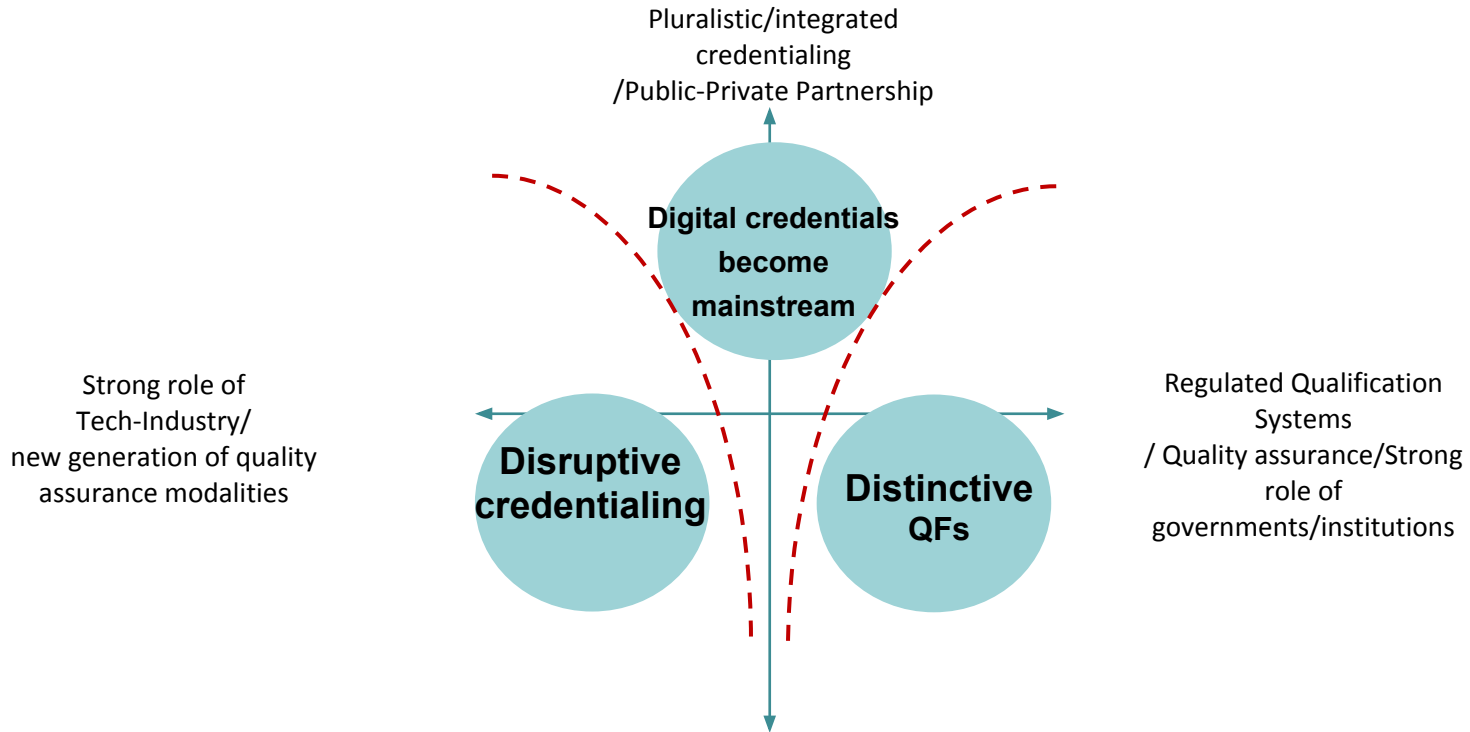 Pluralistic/integrated
credentialing
/Public-Private Partnership
Digital credentials
become
mainstream
Strong role of
Tech-Industry/
new generation of quality
assurance modalities
Disruptive
credentialing
Distinctive
QFs
Regulated Qualification
Systems
/ Quality assurance/Strong
role of
governments/institutions